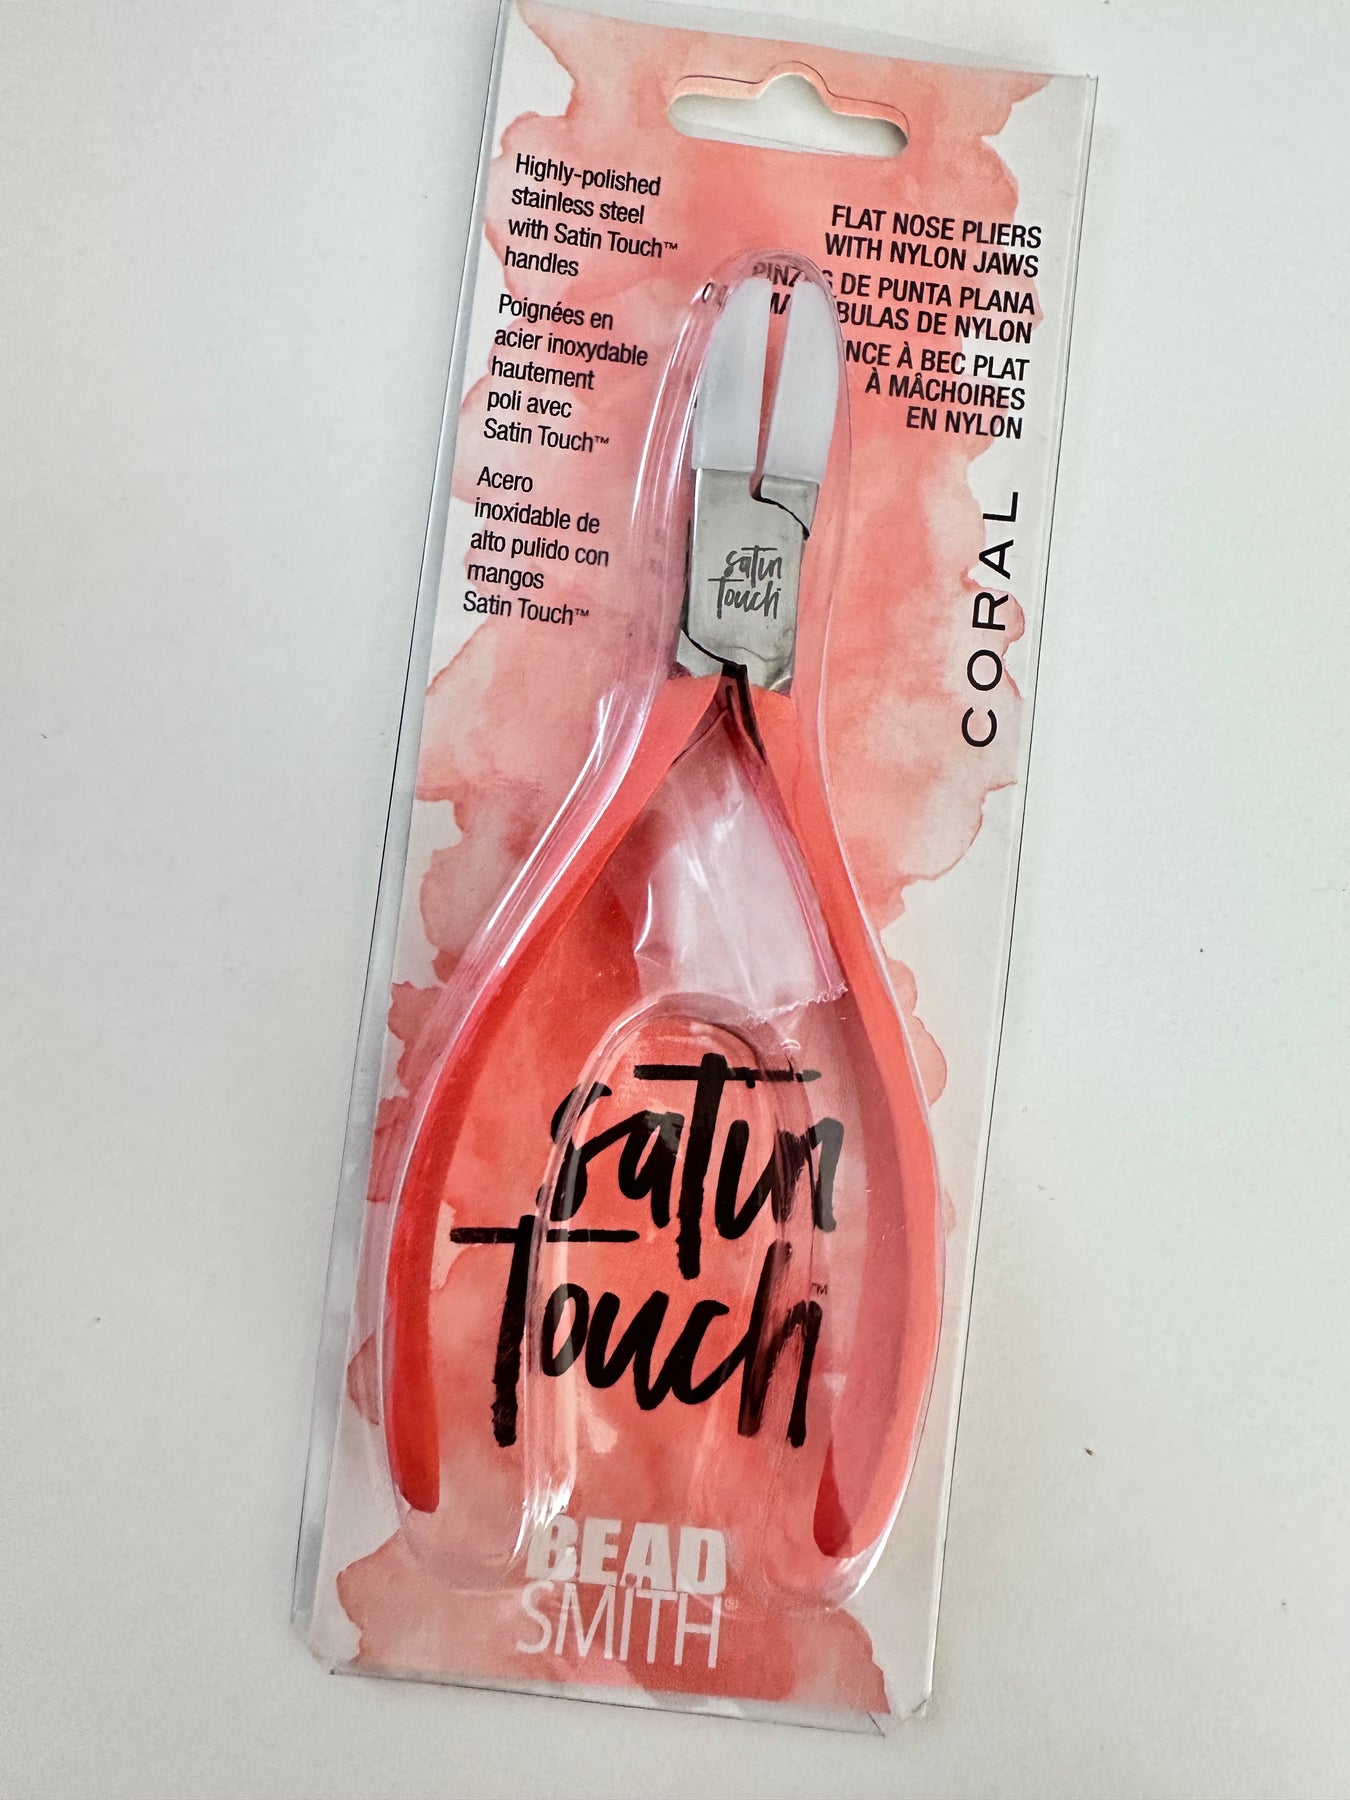 Highly-polished
stainless steel
with Satin Touch™
handles
Poignées en
acier inoxydable
hautement
poli avec
Satin Touch™
Acero
inoxidable de
alto pulido con
mangos
Satin Touch™
FLAT NOSE PLIERS
WITH NYLON JAWS
DE PUNTA PLANA
DE NYLON
À BEC PLAT
À MÂCHOIRES
EN NYLON
CORAL
satin
Touch
satin
Touch™
BEAD
SMITH